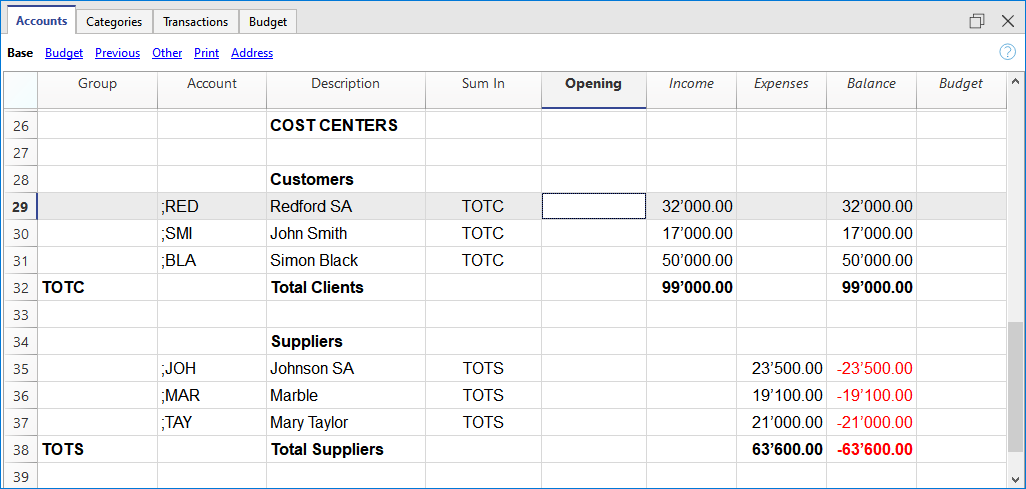 Accounts Categories Transactions Budget
Base Budget Previous Other Print Address ?
Group Account Description Sum In Opening Income Expenses Balance Budget
26 COST CENTERS
27
28 Customers
29 ;RED Redford SA TOTC 32’000.00 32’000.00
30 ;SMI John Smith TOTC 17’000.00 17’000.00
31 ;BLA Simon Black TOTC 50’000.00 50’000.00
32 TOTC Total Clients 99’000.00 99’000.00
33
34 Suppliers
35 ;JOH Johnson SA TOTS 23’500.00 -23’500.00
36 ;MAR Marble TOTS 19’100.00 -19’100.00
37 ;TAY Mary Taylor TOTS 21’000.00 -21’000.00
38 TOTS Total Suppliers 63’600.00 -63’600.00
39